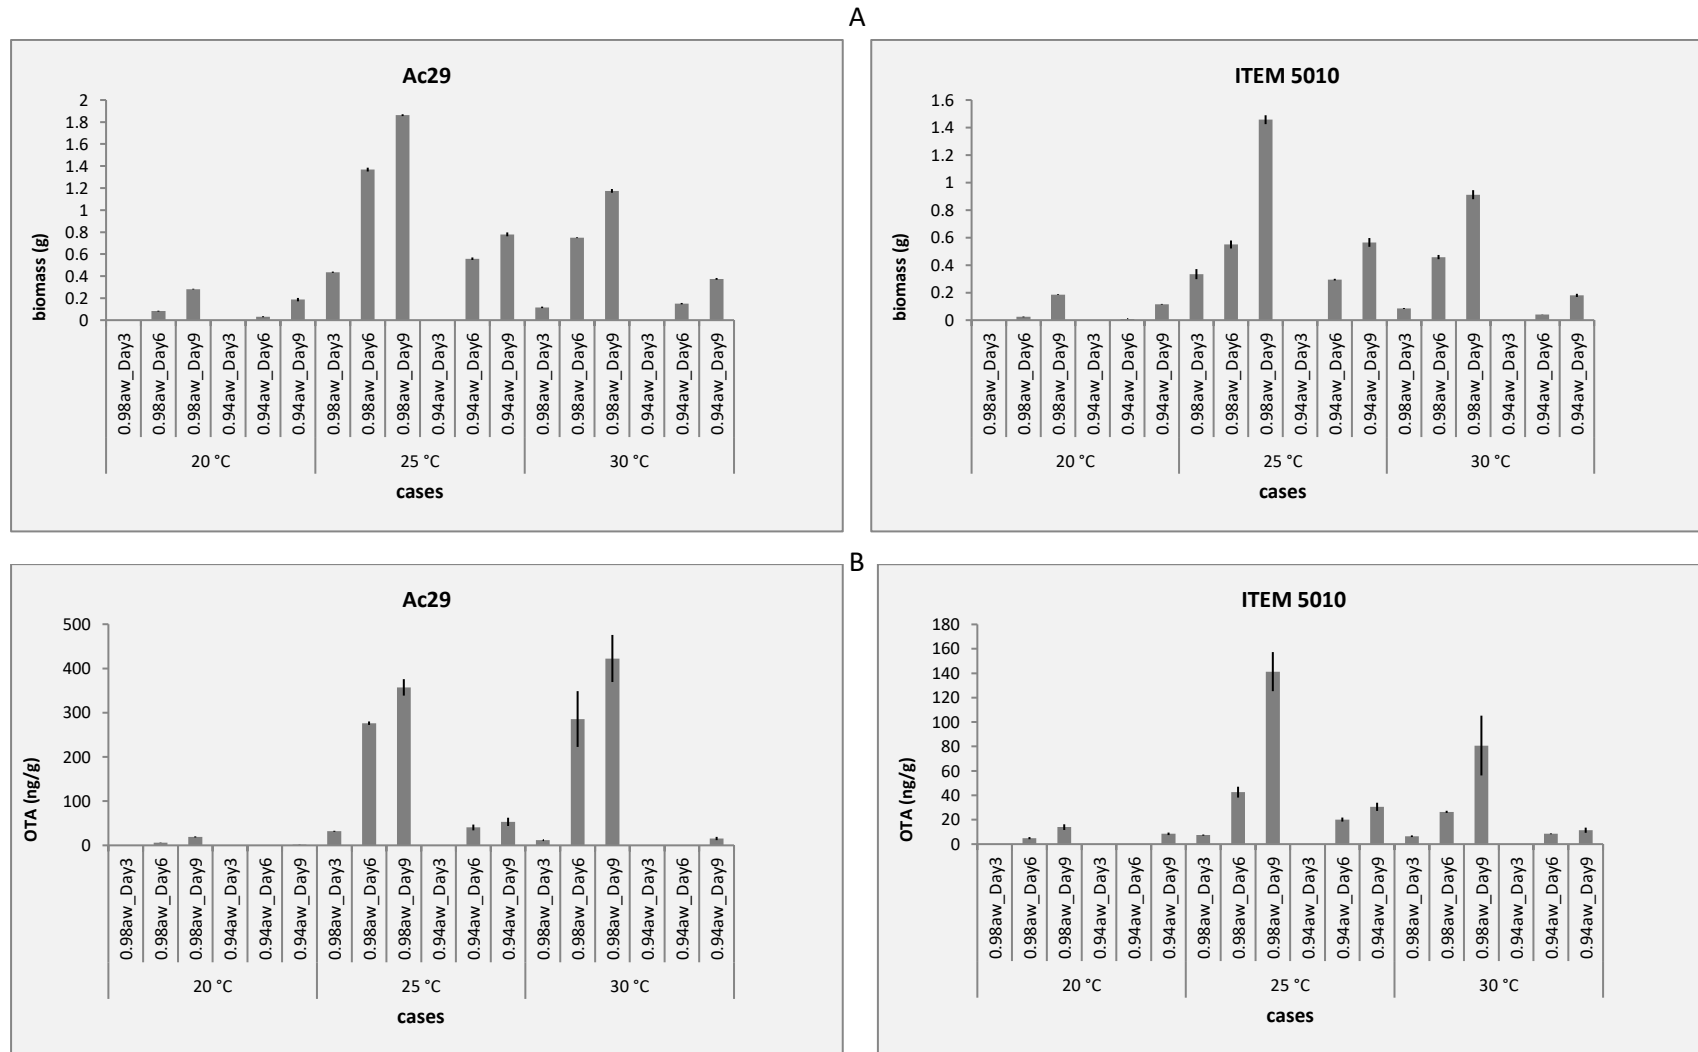 A
Ac29
biomass (g)
2
1.8
1.6
1.4
1.2
1
0.8
0.6
0.4
0.2
0
0.98aw_Day3
0.98aw_Day6
0.98aw_Day9
0.94aw_Day3
0.94aw_Day6
0.94aw_Day9
0.98aw_Day3
0.98aw_Day6
0.98aw_Day9
0.94aw_Day3
0.94aw_Day6
0.94aw_Day9
0.98aw_Day3
0.98aw_Day6
0.98aw_Day9
0.94aw_Day3
0.94aw_Day6
0.94aw_Day9
20 °C 25 °C 30 °C
cases
ITEM 5010
biomass (g)
1.6
1.4
1.2
1
0.8
0.6
0.4
0.2
0
0.98aw_Day3
0.98aw_Day6
0.98aw_Day9
0.94aw_Day3
0.94aw_Day6
0.94aw_Day9
0.98aw_Day3
0.98aw_Day6
0.98aw_Day9
0.94aw_Day3
0.94aw_Day6
0.94aw_Day9
0.98aw_Day3
0.98aw_Day6
0.98aw_Day9
0.94aw_Day3
0.94aw_Day6
0.94aw_Day9
20 °C 25 °C 30 °C
cases
B
Ac29
OTA (ng/g)
500
400
300
200
100
0
0.98aw_Day3
0.98aw_Day6
0.98aw_Day9
0.94aw_Day3
0.94aw_Day6
0.94aw_Day9
0.98aw_Day3
0.98aw_Day6
0.98aw_Day9
0.94aw_Day3
0.94aw_Day6
0.94aw_Day9
0.98aw_Day3
0.98aw_Day6
0.98aw_Day9
0.94aw_Day3
0.94aw_Day6
0.94aw_Day9
20 °C 25 °C 30 °C
cases
ITEM 5010
OTA (ng/g)
180
160
140
120
100
80
60
40
20
0
0.98aw_Day3
0.98aw_Day6
0.98aw_Day9
0.94aw_Day3
0.94aw_Day6
0.94aw_Day9
0.98aw_Day3
0.98aw_Day6
0.98aw_Day9
0.94aw_Day3
0.94aw_Day6
0.94aw_Day9
0.98aw_Day3
0.98aw_Day6
0.98aw_Day9
0.94aw_Day3
0.94aw_Day6
0.94aw_Day9
20 °C 25 °C 30 °C
cases